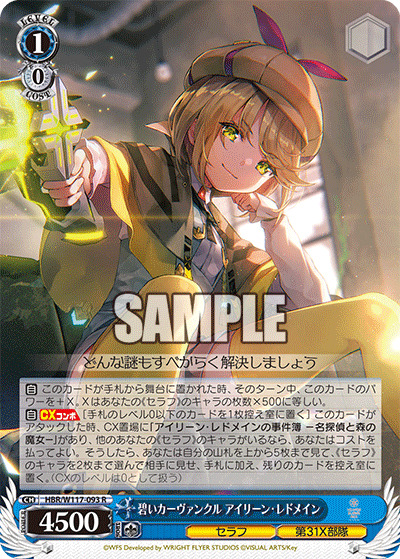 LEVEL
1
0
COST
SAMPLE
どんな謎もすべからく解決しましょう
自 このカードが手札から舞台に置かれた時、そのターン中、このカードのパ
ワーを+X。Xはあなたの《セラフ》のキャラの枚数×500に等しい。
自 CXコンボ [手札のレベル0以下のカードを1枚控え室に置く] このカードが
アタックした時、CX置場に「アイリーン・レドメインの事件簿 -名探偵と森の
魔女-」があり、他のあなたの《セラフ》のキャラがいるなら、あなたはコストを
払ってよい。そうしたら、あなたは自分の山札を上から5枚まで見て、《セラフ》
のキャラを2枚まで選んで相手に見せ、手札に加え、残りのカードを控え室に
置く。(CXのレベルは0として扱う)
CH HBR/W117-093 R
4500
碧いカーヴァンクル アイリーン・レドメイン
セラフ
第31X部隊
©WFS Developed by WRIGHT FLYER STUDIOS ©VISUAL ARTS/Key